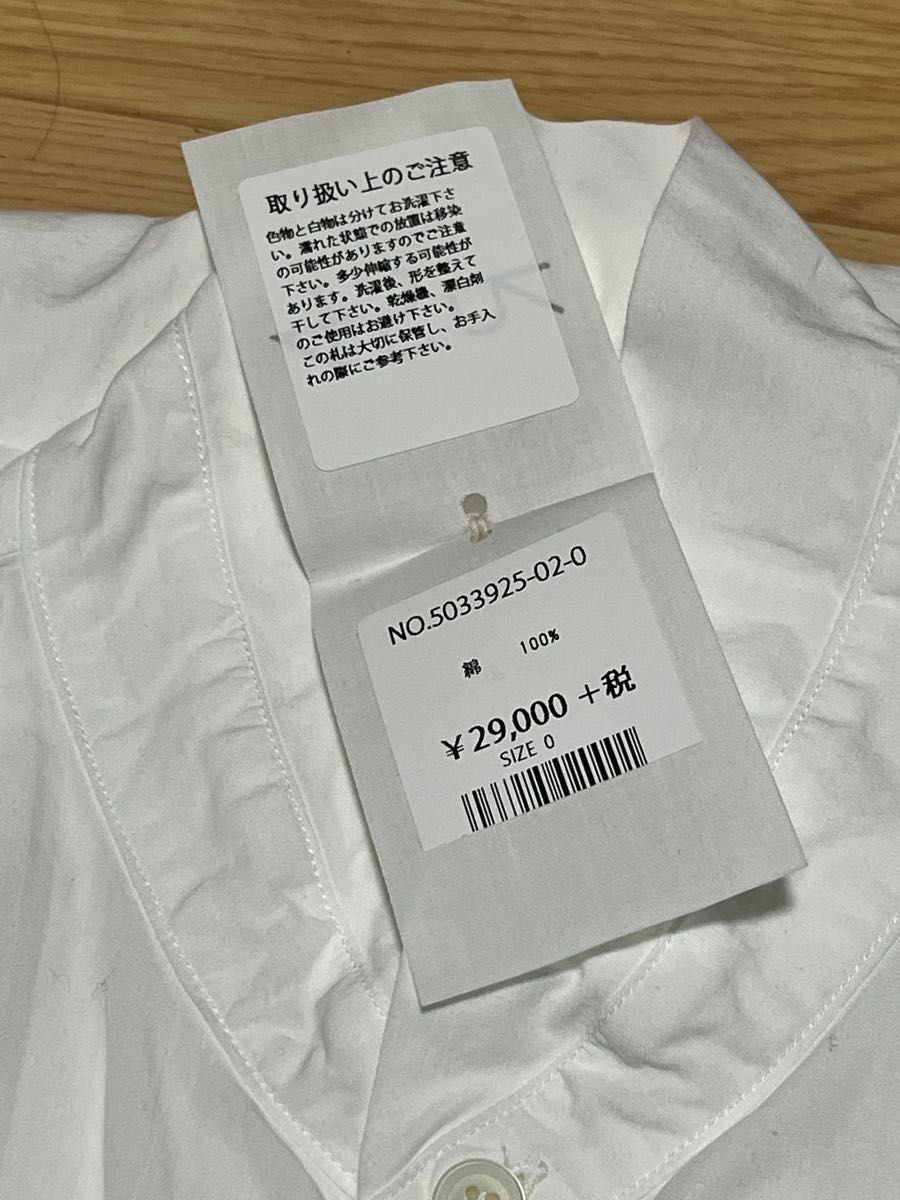 取り扱い上のご注意
色物と白物は分けてお洗濯下さ
い。濡れた状態での放置は移染
の可能性がありますのでご注意
下さい。多少伸縮する可能性が
あります。洗濯後、形を整えて
干して下さい。乾燥機、漂白剤
のご使用はお避け下さい。
この札は大切に保管し、お手入
れの際にご参考下さい。
NO.5033925-02-0
綿 100%
¥29,000 +税
SIZE 0